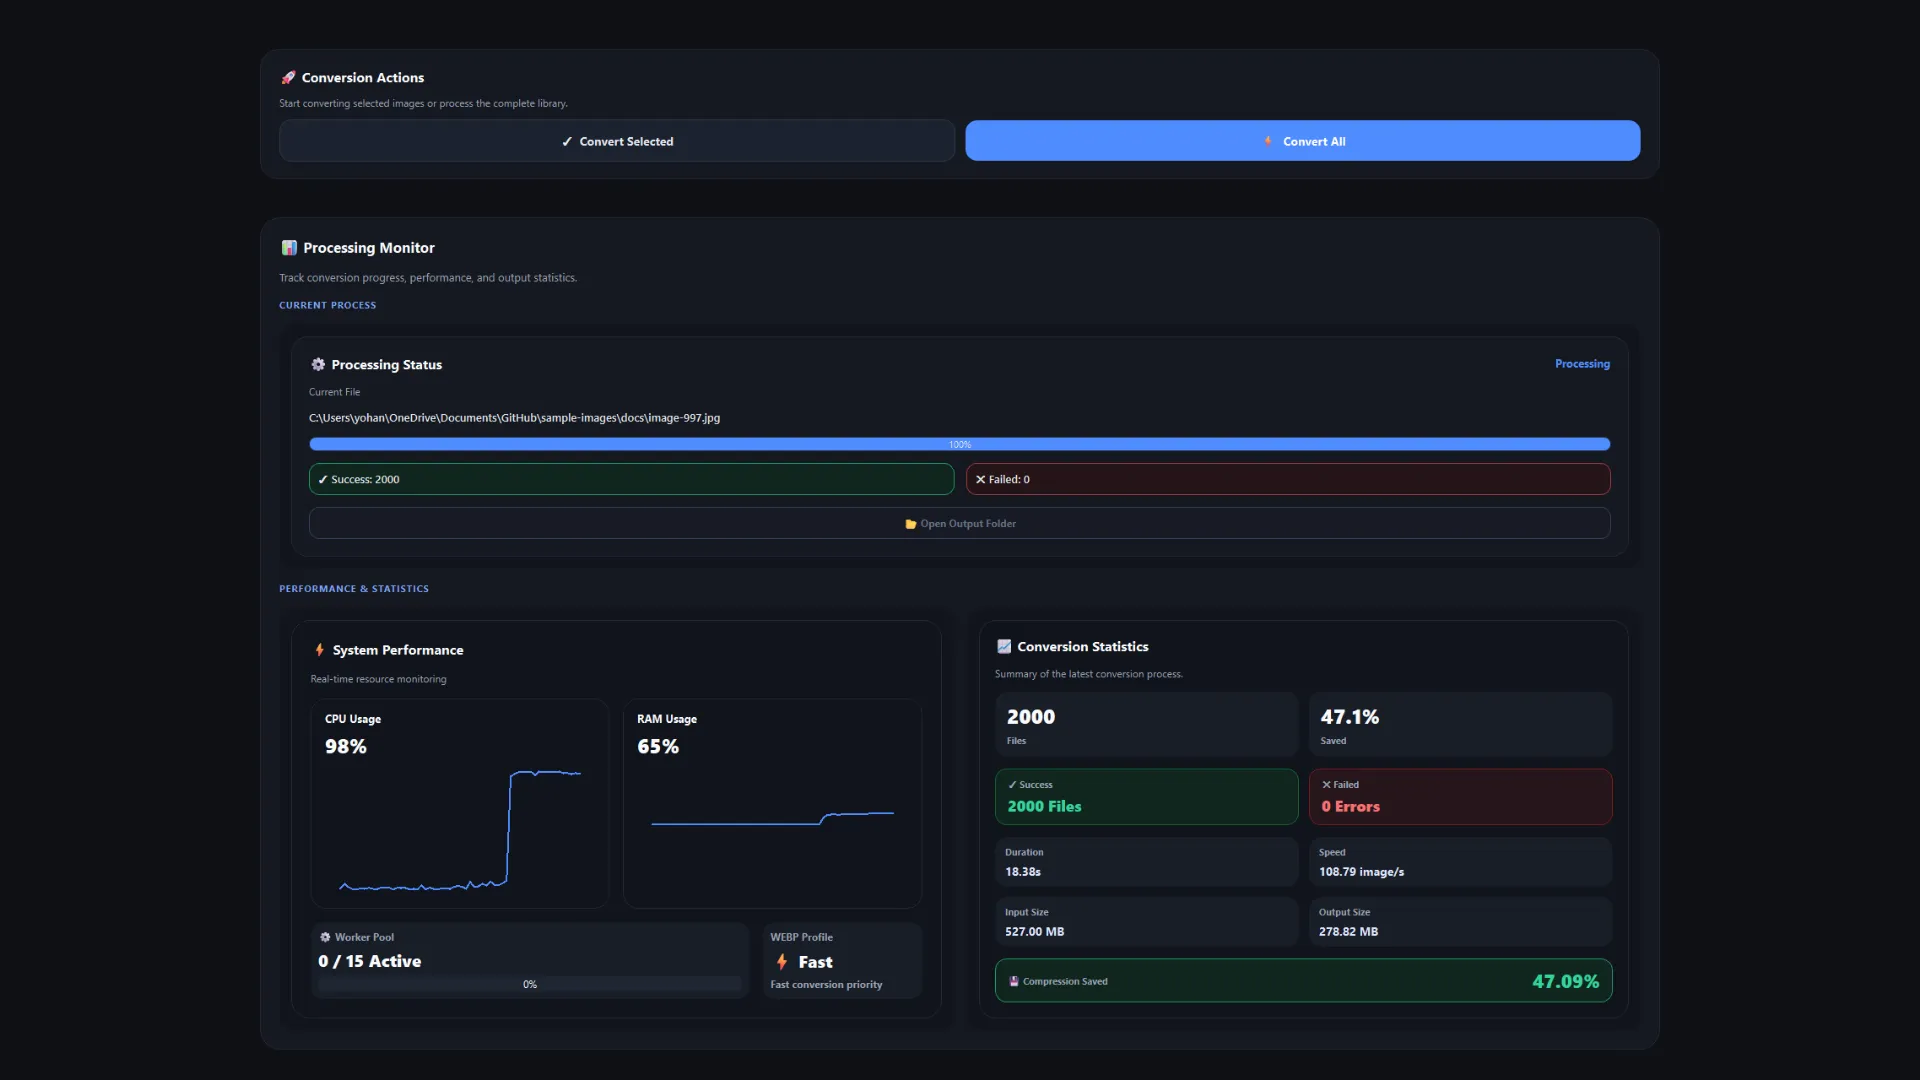 🚀 Conversion Actions
Start converting selected images or process the complete library.
✓ Convert Selected
⚡ Convert All
📊 Processing Monitor
Track conversion progress, performance, and output statistics.
CURRENT PROCESS
⚙ Processing Status
Processing
Current File
C:\Users\yohan\OneDrive\Documents\GitHub\sample-images\docs\image-997.jpg
100%
✓ Success: 2000
✕ Failed: 0
📂 Open Output Folder
PERFORMANCE & STATISTICS
⚡ System Performance
Real-time resource monitoring
CPU Usage
98%
RAM Usage
65%
⚙ Worker Pool
0 / 15 Active
0%
WEBP Profile
⚡ Fast
Fast conversion priority
📈 Conversion Statistics
Summary of the latest conversion process.
2000
Files
47.1%
Saved
✓ Success
2000 Files
✕ Failed
0 Errors
Duration
18.38s
Speed
108.79 image/s
Input Size
527.00 MB
Output Size
278.82 MB
💾 Compression Saved
47.09%